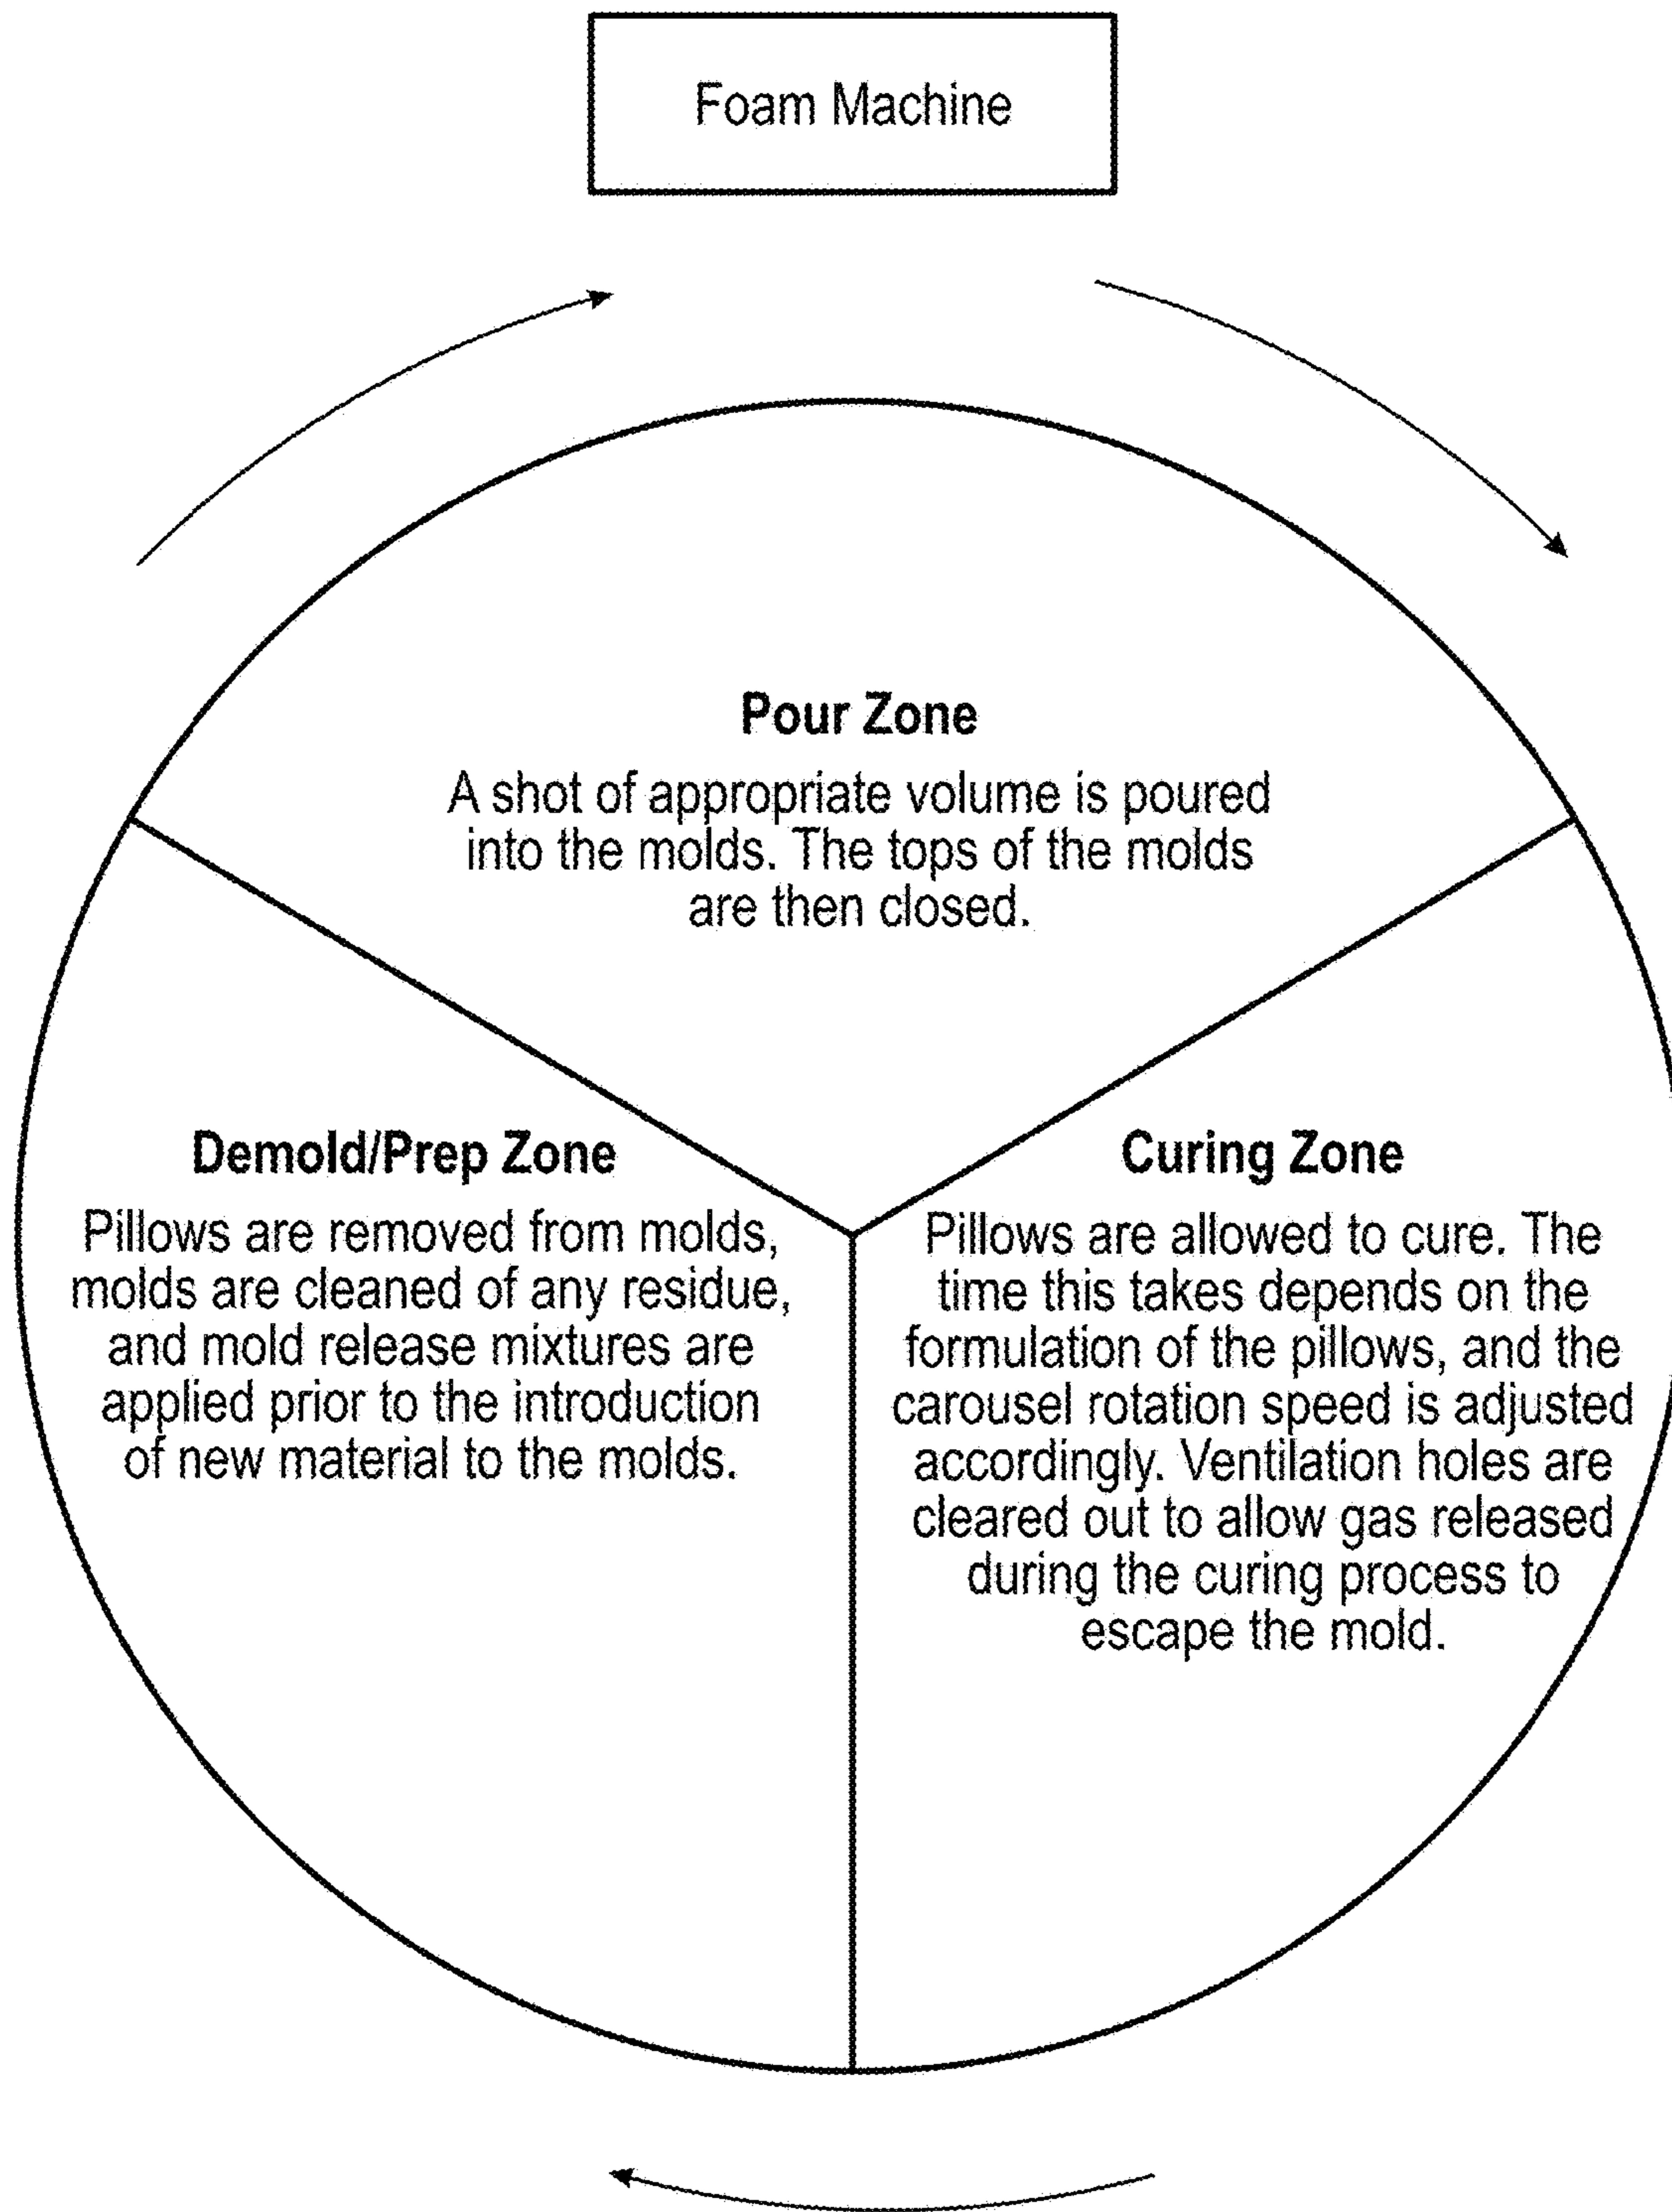 Foam Machine
Pour Zone
A shot of appropriate volume is poured
into the molds. The tops of the molds
are then closed.
Demold/Prep Zone
Pillows are removed from molds,
molds are cleaned of any residue,
and mold release mixtures are
applied prior to the introduction
of new material to the molds.
Curing Zone
Pillows are allowed to cure. The
time this takes depends on the
formulation of the pillows, and the
carousel rotation speed is adjusted
accordingly. Ventilation holes are
cleared out to allow gas released
during the curing process to
escape the mold.